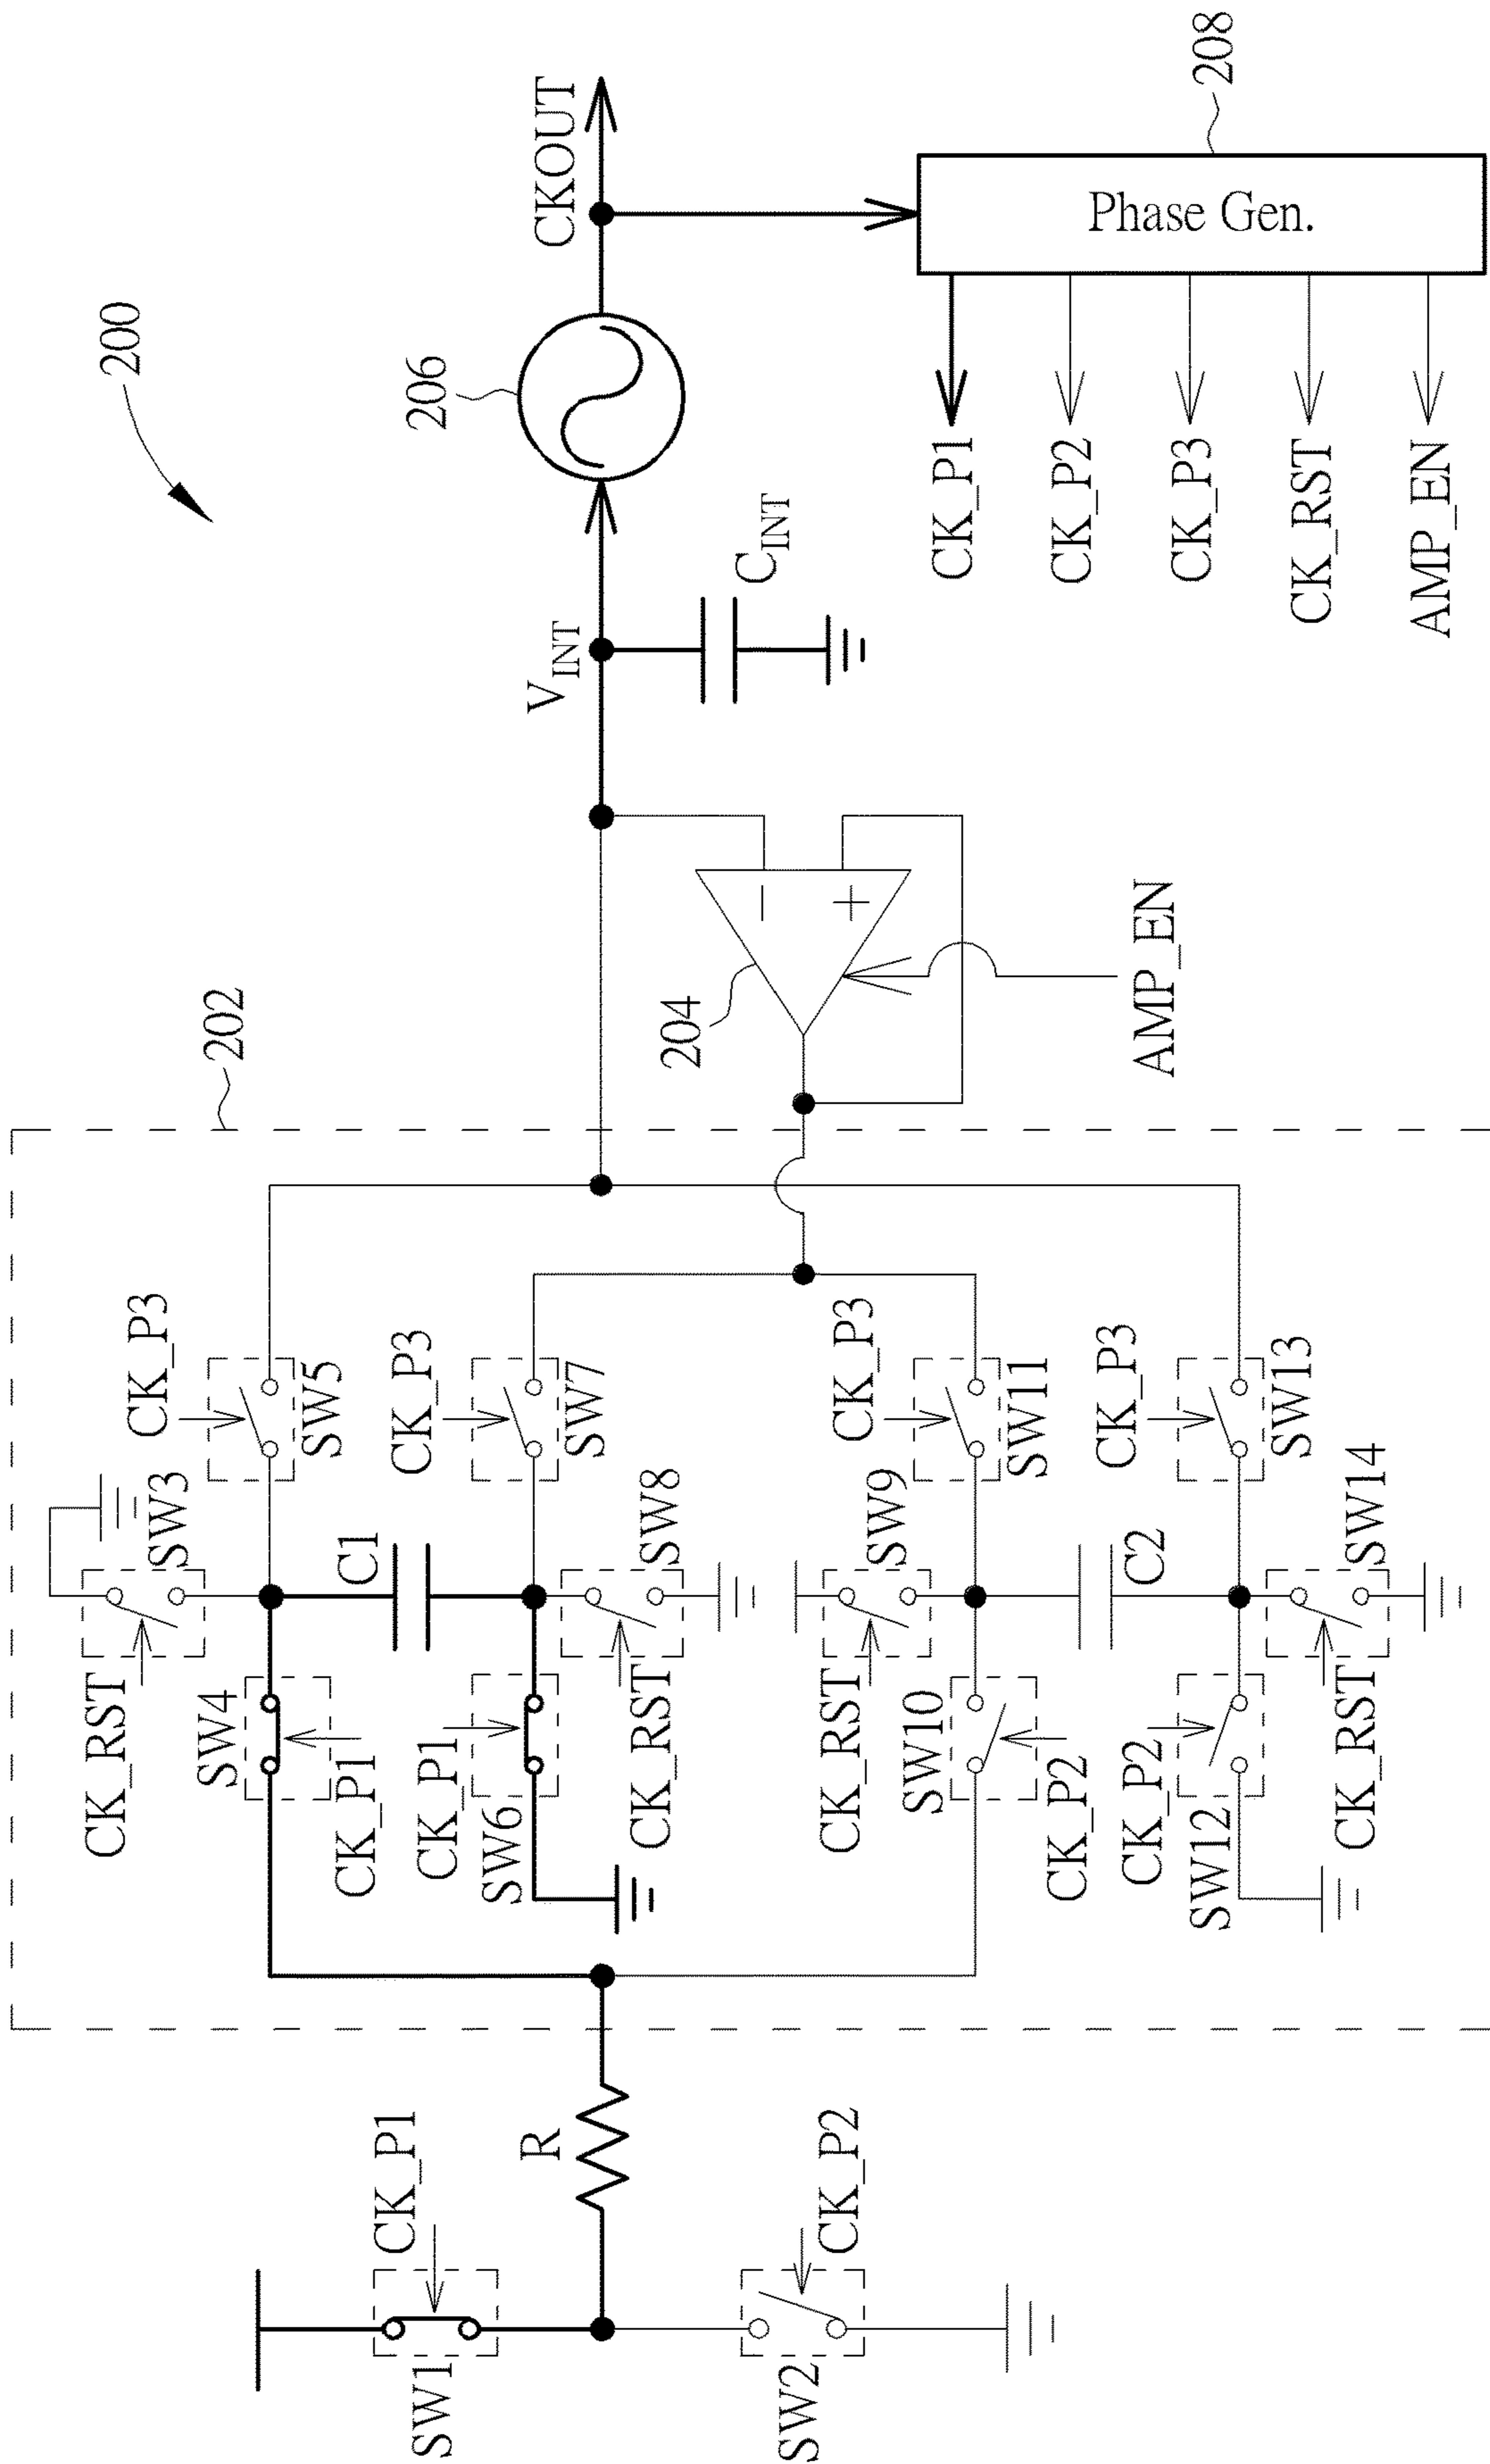 200
202
CK_RST
SW3
CK_P3
SW5
SW4
CK_P1
C1
CK_P3
SW7
CK_P1
SW6
SW8
CK_RST
SW1
CK_P1
R
CK_P2
SW2
CK_RST
SW9
CK_P3
SW11
SW10
CK_P2
C2
CK_P3
SW13
CK_P2
SW12
SW14
CK_RST
204
AMP_EN
VINT
CINT
206
CKOUT
Phase Gen.
208
CK_P1
CK_P2
CK_P3
CK_RST
AMP_EN